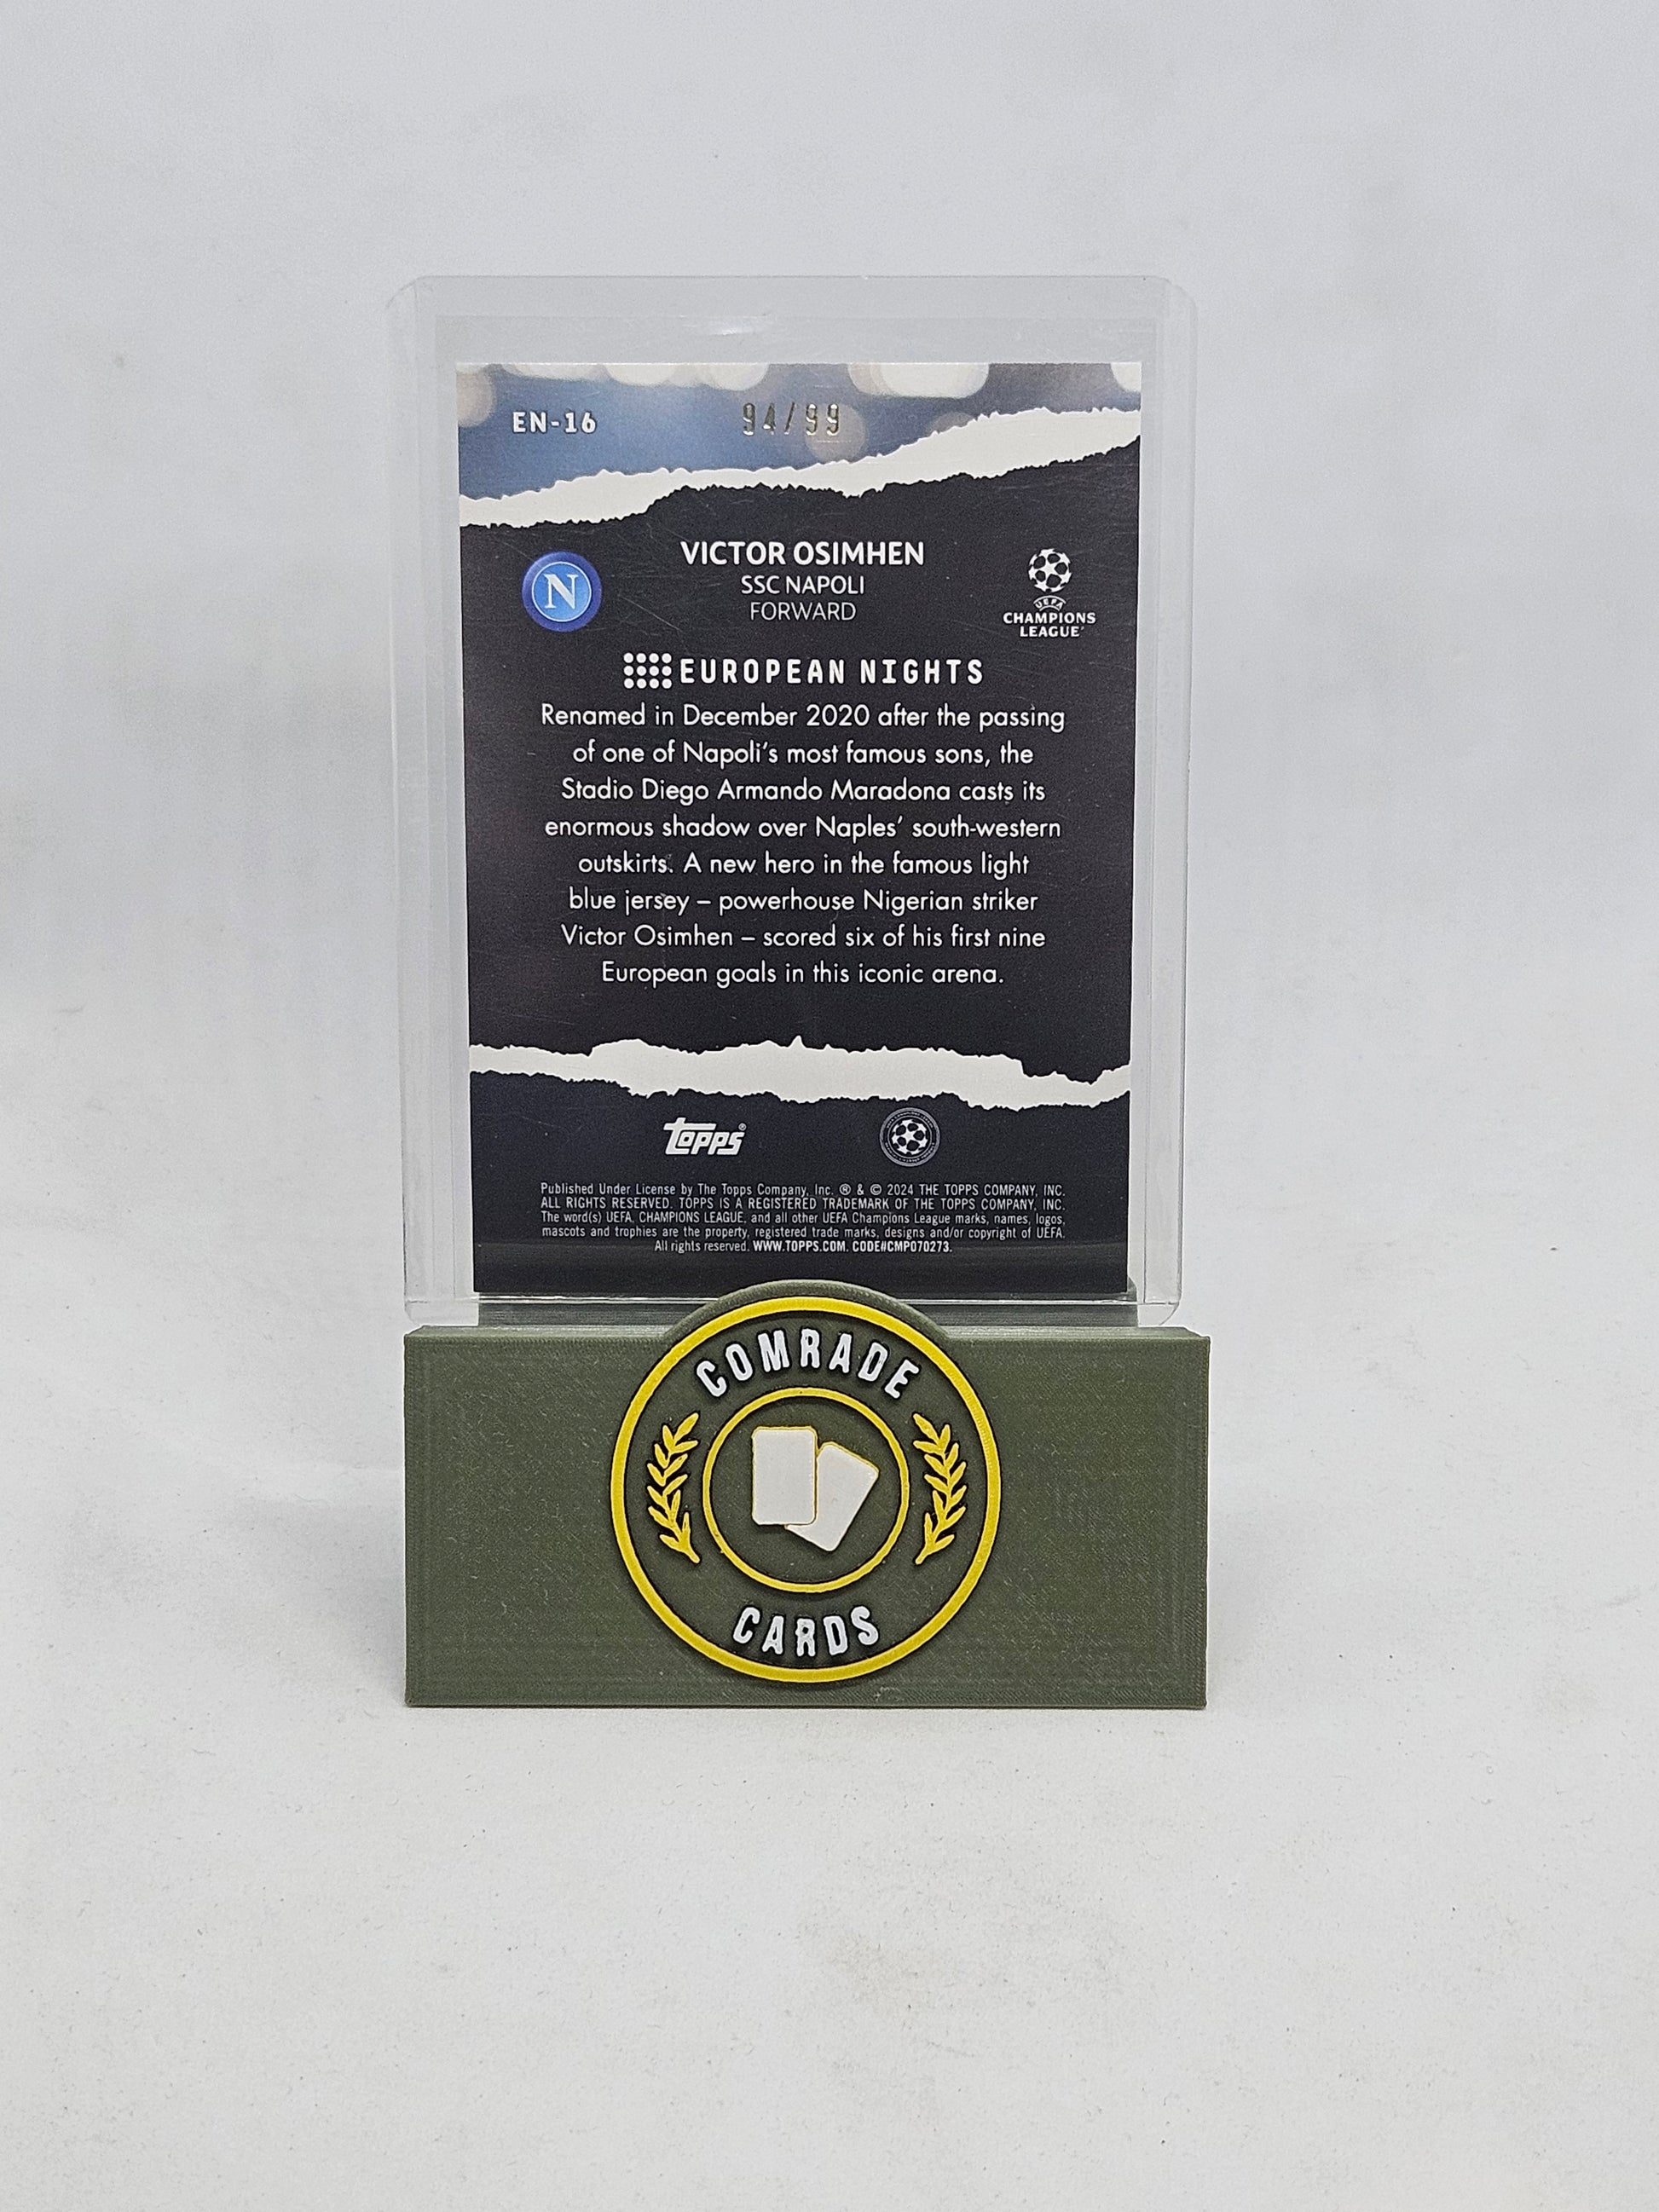 EN-16 94/99
VICTOR OSIMHEN
SSC NAPOLI
FORWARD
N
UEFA
CHAMPIONS
LEAGUE
EUROPEAN NIGHTS
Renamed in December 2020 after the passing
of one of Napoli's most famous sons, the
Stadio Diego Armando Maradona casts its
enormous shadow over Naples' south-western
outskirts. A new hero in the famous light
blue jersey – powerhouse Nigerian striker
Victor Osimhen – scored six of his first nine
European goals in this iconic arena.
Topps®
Published Under License by The Topps Company, Inc. ® & © 2024 THE TOPPS COMPANY, INC.
ALL RIGHTS RESERVED. TOPPS IS A REGISTERED TRADEMARK OF THE TOPPS COMPANY, INC.
The word(s) UEFA, CHAMPIONS LEAGUE, and all other UEFA Champions League marks, names, logos,
mascots and trophies are the property, registered trade marks, designs and/or copyright of UEFA.
All rights reserved. WWW.TOPPS.COM. CODE#CMP070273.
COMRADE
CARDS